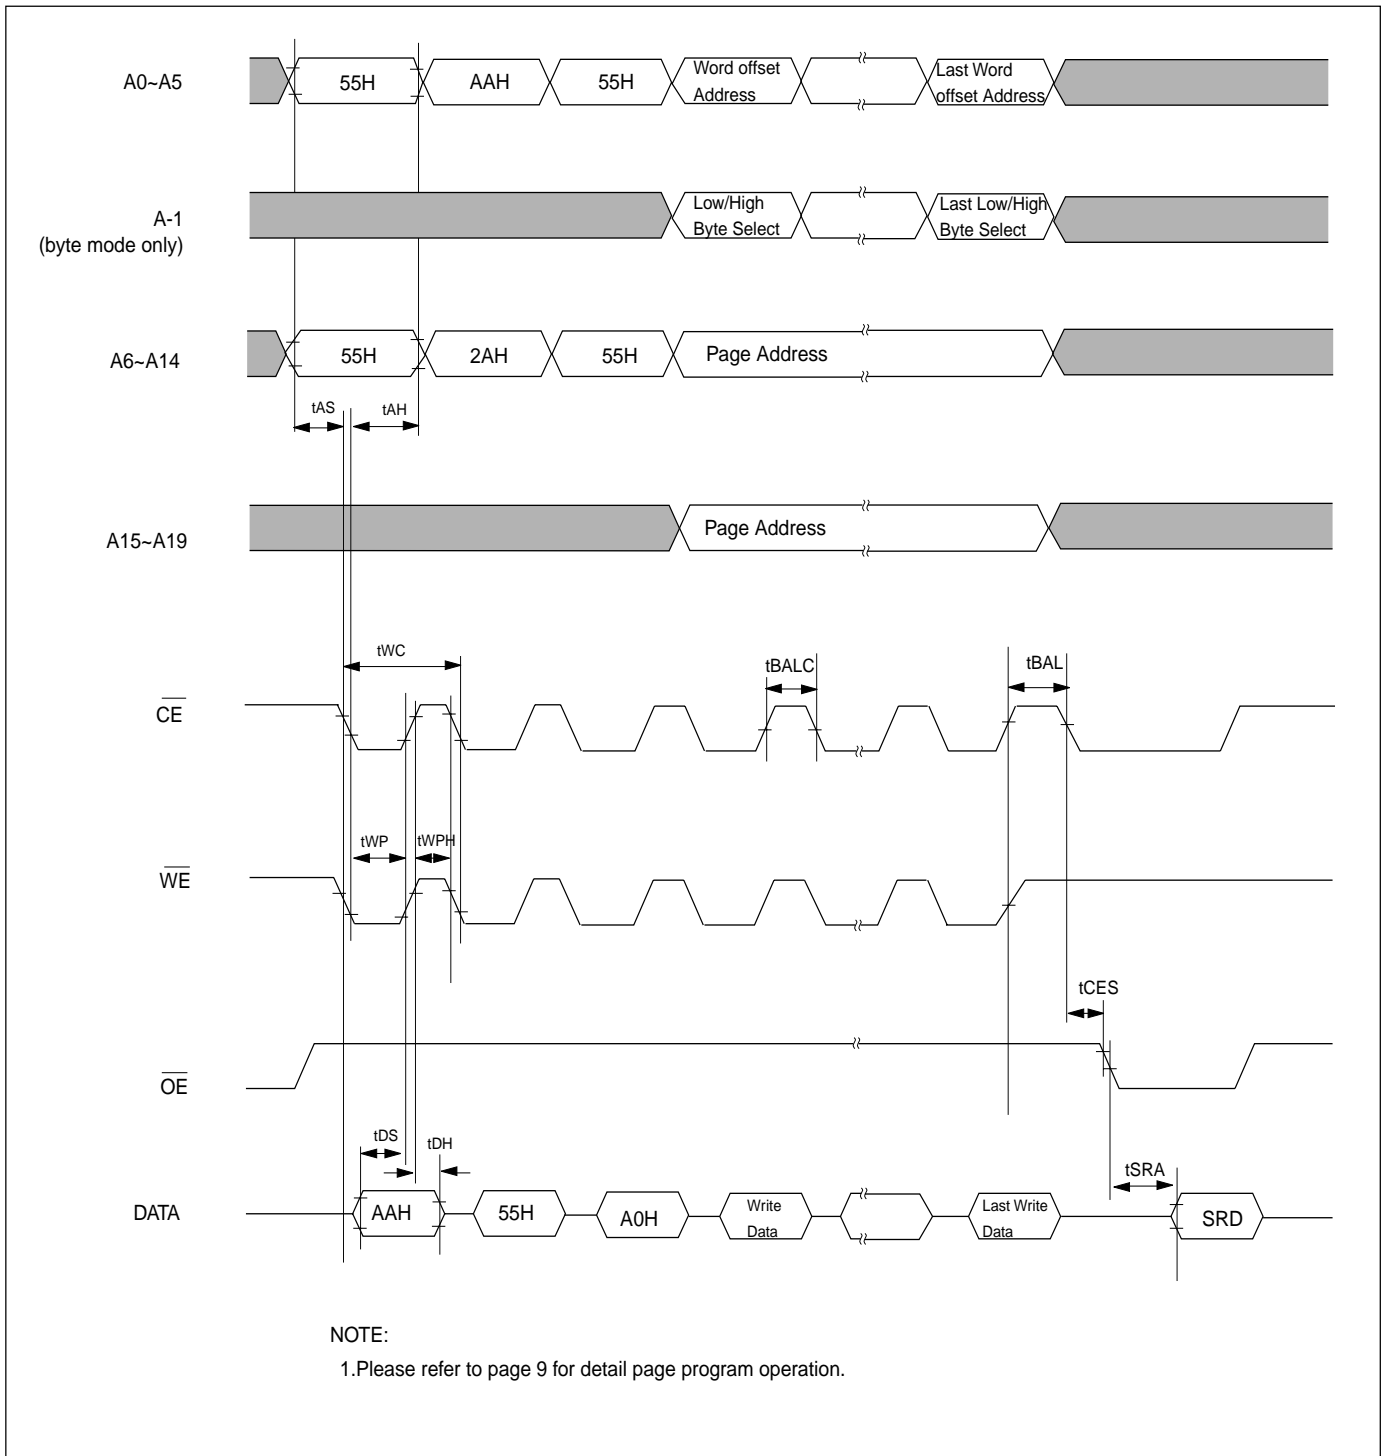 A0~A5
55H
AAH
55H
Word offset
Address
Last Word
offset Address
A-1
(byte mode only)
Low/High
Byte Select
Last Low/High
Byte Select
A6~A14
55H
2AH
55H
Page Address
tAS
tAH
A15~A19
Page Address
tWC
tBALC
tBAL
CE
tWP
tWPH
WE
tCES
OE
tDS
tDH
tSRA
DATA
AAH
55H
A0H
Write
Data
Last Write
Data
SRD
NOTE:
1.Please refer to page 9 for detail page program operation.